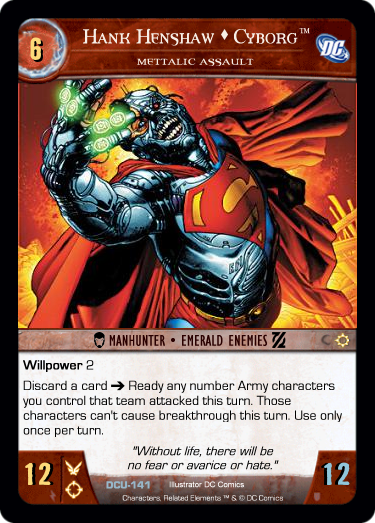 6
HANK HENSHAW ♦ CYBORG™
METTALIC ASSAULT
DC
MANHUNTER • EMERALD ENEMIES
Willpower 2
Discard a card ➔ Ready any number Army characters
you control that team attacked this turn. Those
characters can't cause breakthrough this turn. Use only
once per turn.
"Without life, there will be
no fear or avarice or hate."
12
DCU-141 Illustrator DC Comics
12
Characters, Related Elements ™ & © DC Comics